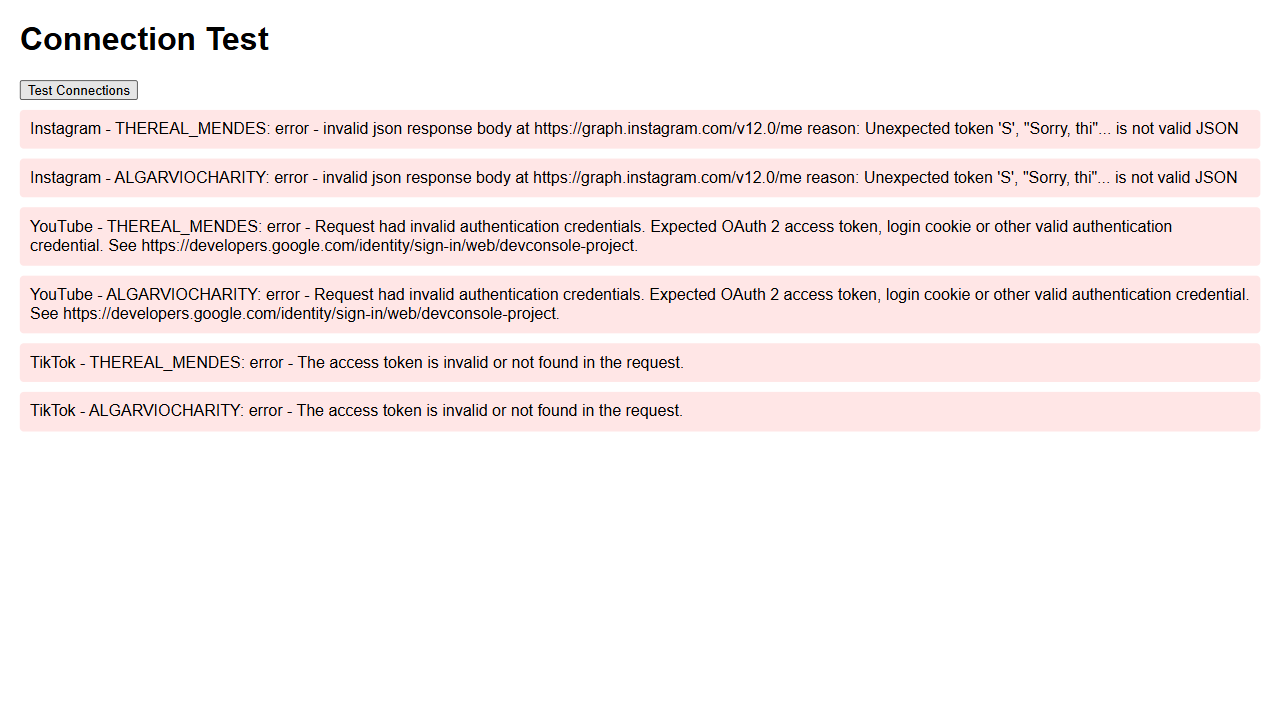 Connection Test
Test Connections
Instagram - THEREAL_MENDES: error - invalid json response body at https://graph.instagram.com/v12.0/me reason: Unexpected token 'S', "Sorry, thi"... is not valid JSON
Instagram - ALGARVIOCHARITY: error - invalid json response body at https://graph.instagram.com/v12.0/me reason: Unexpected token 'S', "Sorry, thi"... is not valid JSON
YouTube - THEREAL_MENDES: error - Request had invalid authentication credentials. Expected OAuth 2 access token, login cookie or other valid authentication
credential. See https://developers.google.com/identity/sign-in/web/devconsole-project.
YouTube - ALGARVIOCHARITY: error - Request had invalid authentication credentials. Expected OAuth 2 access token, login cookie or other valid authentication credential.
See https://developers.google.com/identity/sign-in/web/devconsole-project.
TikTok - THEREAL_MENDES: error - The access token is invalid or not found in the request.
TikTok - ALGARVIOCHARITY: error - The access token is invalid or not found in the request.